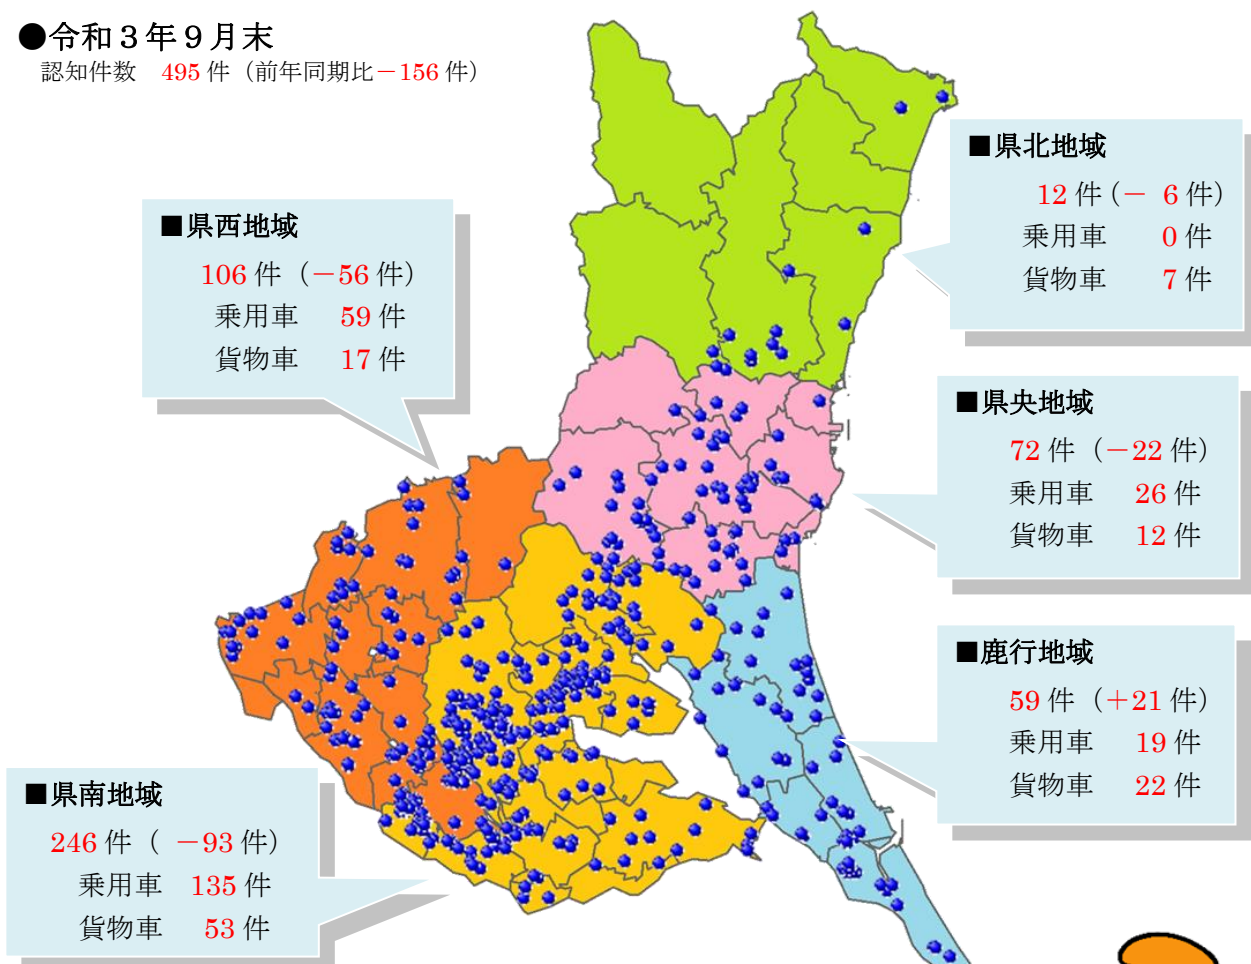 ●令和３年９月末
認知件数　495 件（前年同期比－156 件）
■県北地域
12 件（－ 6 件）
乗用車　0 件
貨物車　7 件
■県西地域
106 件（－56 件）
乗用車　59 件
貨物車　17 件
■県央地域
72 件（－22 件）
乗用車　26 件
貨物車　12 件
■鹿行地域
59 件（＋21 件）
乗用車　19 件
貨物車　22 件
■県南地域
246 件（ －93 件）
乗用車　135 件
貨物車　53 件